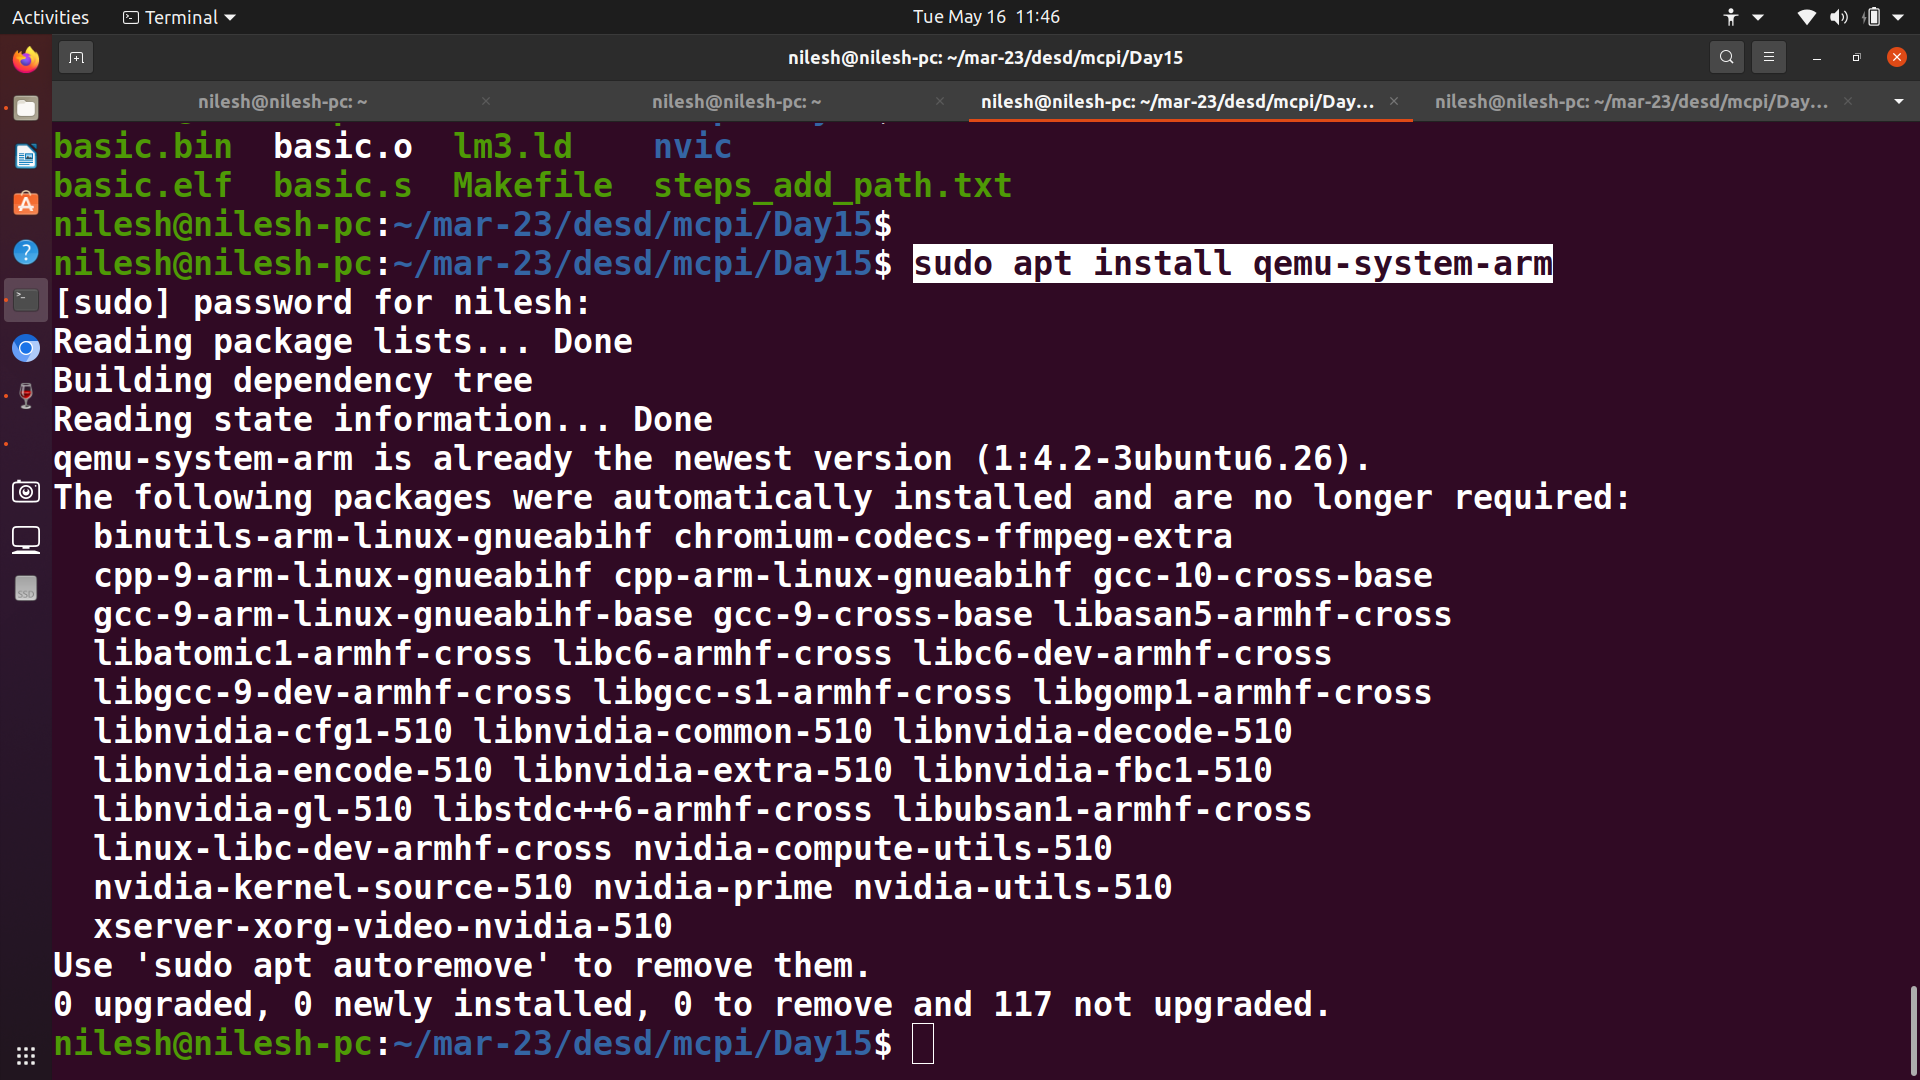 Activities Terminal Tue May 16 11:46
nilesh@nilesh-pc: ~/mar-23/desd/mcpi/Day15
nilesh@nilesh-pc: ~ nilesh@nilesh-pc: ~ nilesh@nilesh-pc: ~/mar-23/desd/mcpi/Day... nilesh@nilesh-pc: ~/mar-23/desd/mcpi/Day...
basic.bin basic.o lm3.ld nvic
basic.elf basic.s Makefile steps_add_path.txt
nilesh@nilesh-pc:~/mar-23/desd/mcpi/Day15$
nilesh@nilesh-pc:~/mar-23/desd/mcpi/Day15$ sudo apt install qemu-system-arm
[sudo] password for nilesh:
Reading package lists... Done
Building dependency tree
Reading state information... Done
qemu-system-arm is already the newest version (1:4.2-3ubuntu6.26).
The following packages were automatically installed and are no longer required:
  binutils-arm-linux-gnueabihf chromium-codecs-ffmpeg-extra
  cpp-9-arm-linux-gnueabihf cpp-arm-linux-gnueabihf gcc-10-cross-base
  gcc-9-arm-linux-gnueabihf-base gcc-9-cross-base libasan5-armhf-cross
  libatomic1-armhf-cross libc6-armhf-cross libc6-dev-armhf-cross
  libgcc-9-dev-armhf-cross libgcc-s1-armhf-cross libgomp1-armhf-cross
  libnvidia-cfg1-510 libnvidia-common-510 libnvidia-decode-510
  libnvidia-encode-510 libnvidia-extra-510 libnvidia-fbc1-510
  libnvidia-gl-510 libstdc++6-armhf-cross libubsan1-armhf-cross
  linux-libc-dev-armhf-cross nvidia-compute-utils-510
  nvidia-kernel-source-510 nvidia-prime nvidia-utils-510
  xserver-xorg-video-nvidia-510
Use 'sudo apt autoremove' to remove them.
0 upgraded, 0 newly installed, 0 to remove and 117 not upgraded.
nilesh@nilesh-pc:~/mar-23/desd/mcpi/Day15$
SSD